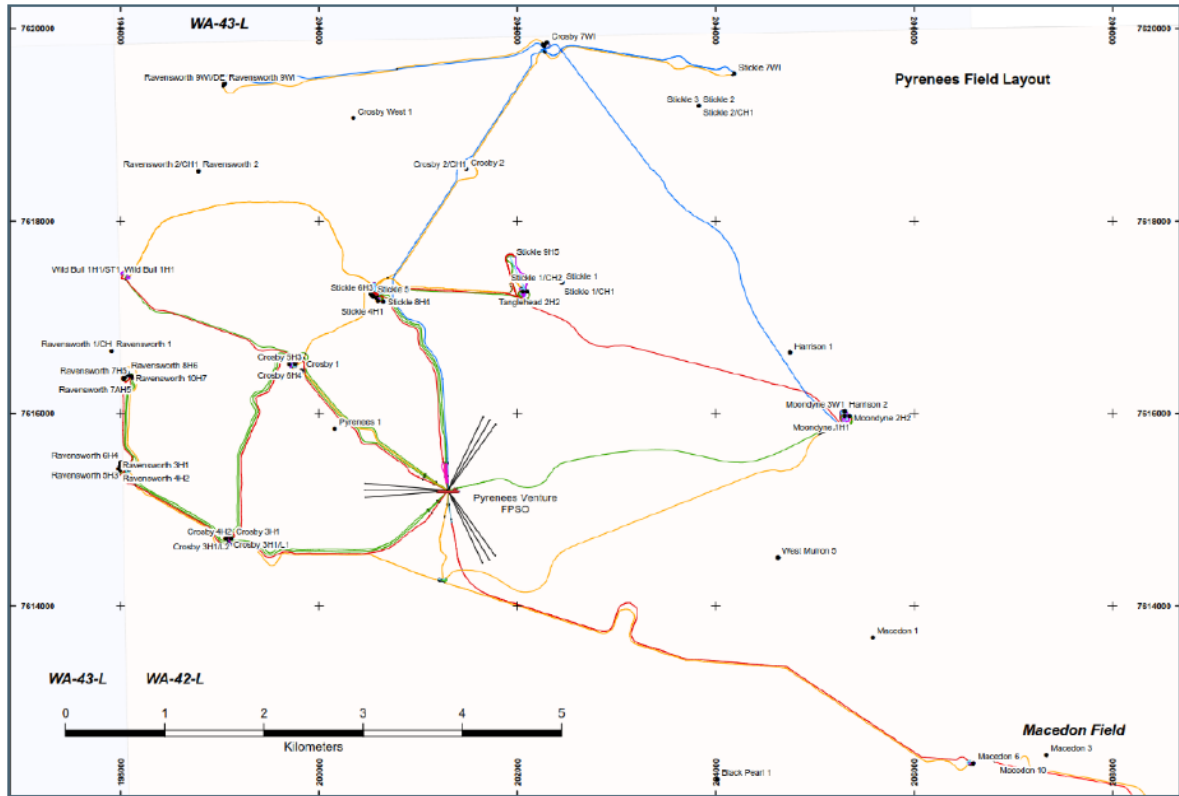 WA-43-L
7620000
7620000
Crosby 7WI
Ravensworth 9WI/DE Ravensworth 9WI
Stickle 7WI
Pyrenees Field Layout
Stickle 3 Stickle 2
Stickle 2/CH1
Crosby West 1
Ravensworth 2/CH1 Ravensworth 2
Crosby 2/CH1 Crosby 2
7618000
7618000
Stickle 9H5
Wild Bull 1H1/ST1 Wild Bull 1H1
Stickle 1/CH2 Stickle 1
Stickle 6H3 Stickle 5
Stickle 1/CH1
Stickle 8H4
Tanglehead 2H2
Stickle 4H1
Ravensworth 1/CH Ravensworth 1
Harrison 1
Crosby 5H3
Crosby 1
Ravensworth 8H6
Ravensworth 7H5
Crosby 6H4
Ravensworth 10H7
Ravensworth 7AH5
7616000
7616000
Moondyne 3W1 Harrison 2
Moondyne 2H2
Moondyne 1H1
Pyrenees 1
Ravensworth 6H4
Ravensworth 3H1
Ravensworth 5H3
Ravensworth 4H2
Pyrenees Venture
FPSO
Crosby 4H2 Crosby 3H1
Crosby 3H1/L2 Crosby 3H1/L1
West Muiron 5
7614000
7614000
Macedon 1
WA-43-L
WA-42-L
0 1 2 3 4 5
Kilometers
Macedon Field
Macedon 3
Macedon 6
Macedon 10
Black Pearl 1
198000
200000
202000
204000